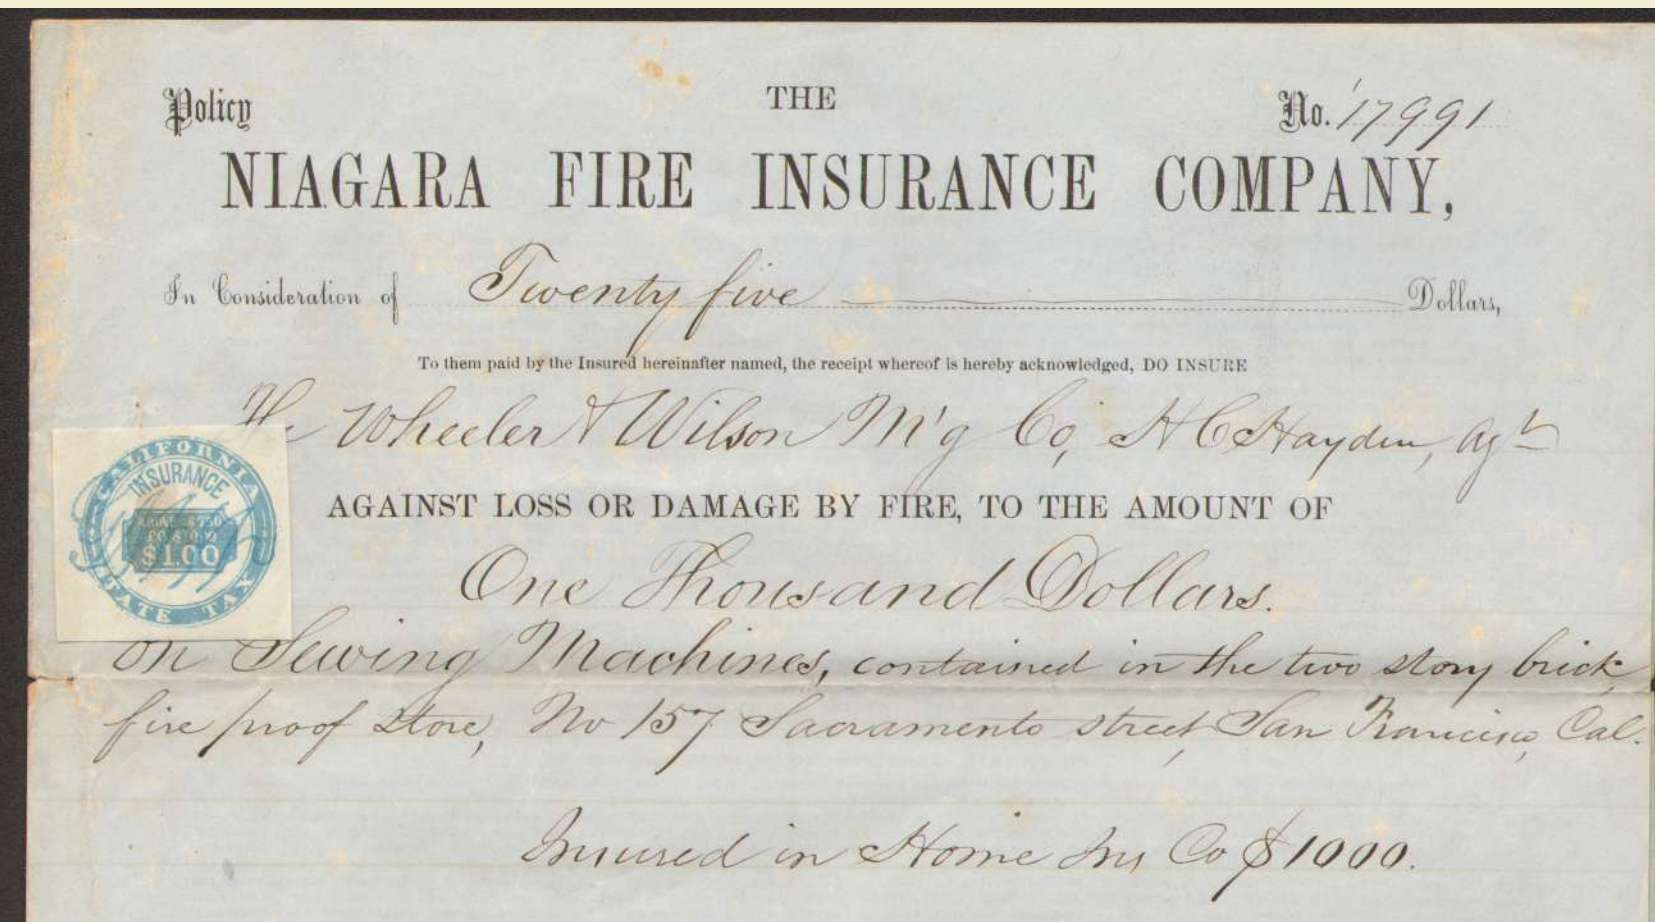 Policy THE No. 17991
NIAGARA FIRE INSURANCE COMPANY,
In Consideration of Twenty five Dollars,
To them paid by the Insured hereinafter named, the receipt whereof is hereby acknowledged, DO INSURE
The Wheeler & Wilson M'g Co, H C Hayden, Agt
CALIFORNIA
INSURANCE
$1.00
STATE TAX
AGAINST LOSS OR DAMAGE BY FIRE, TO THE AMOUNT OF
One Thousand Dollars.
on Sewing Machines, contained in the two story brick
fire proof Store, No 157 Sacramento street, San Francisco, Cal.
Insured in Home Ins Co $1000.